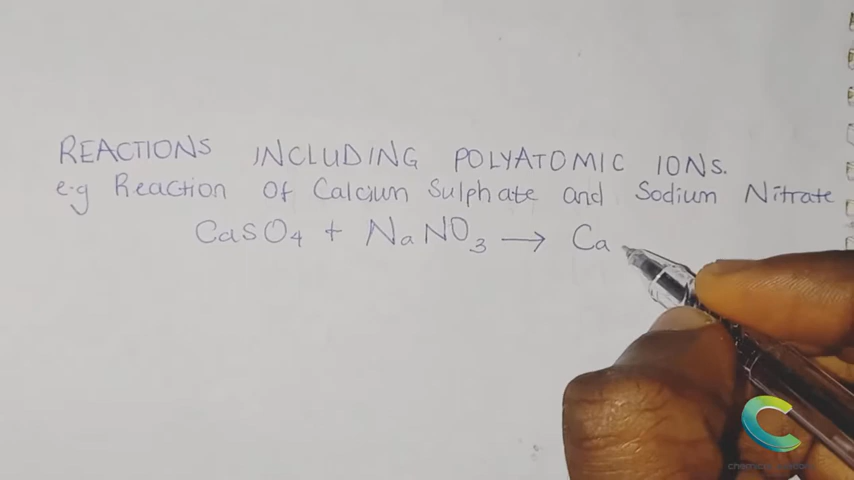 REACTIONS INCLUDING POLYATOMIC IONS.
e.g Reaction of Calcium Sulphate and Sodium Nitrate
CaSO4 + NaNO3 → Ca